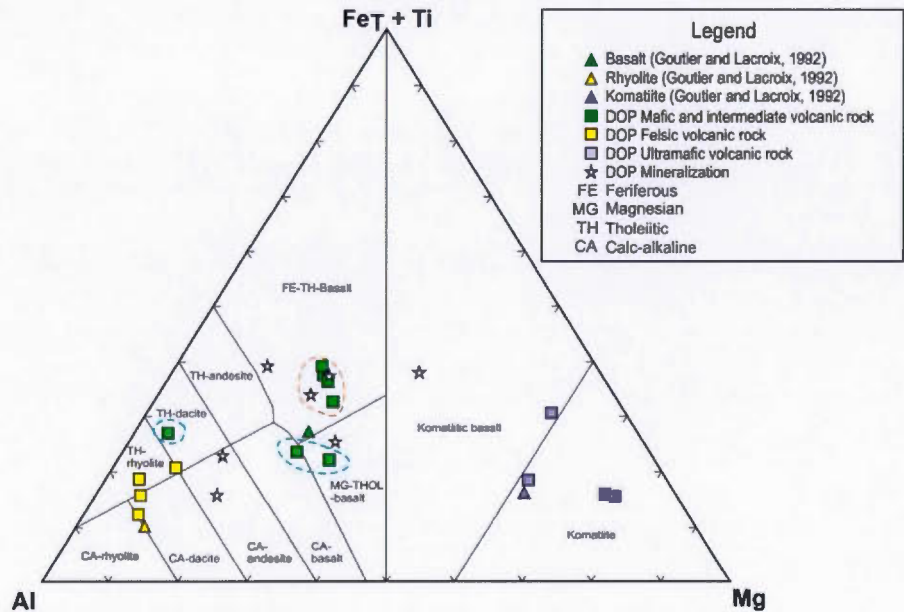 FeT + Ti
Legend
Basalt (Goutier and Lacroix, 1992)
Rhyolite (Goutier and Lacroix, 1992)
Komatiite (Goutier and Lacroix, 1992)
DOP Mafic and intermediate volcanic rock
DOP Felsic volcanic rock
DOP Ultramafic volcanic rock
DOP Mineralization
FE Feriferous
MG Magnesian
TH Tholeiitic
CA Calc-alkaline
FE-TH-Basalt
TH-andesite
TH-dacite
Komatiitic basalt
TH-
rhyolite
MG-THOL
-basalt
Komatiite
CA-rhyolite
CA-dacite
CA-
andesite
CA-
basalt
Al
Mg